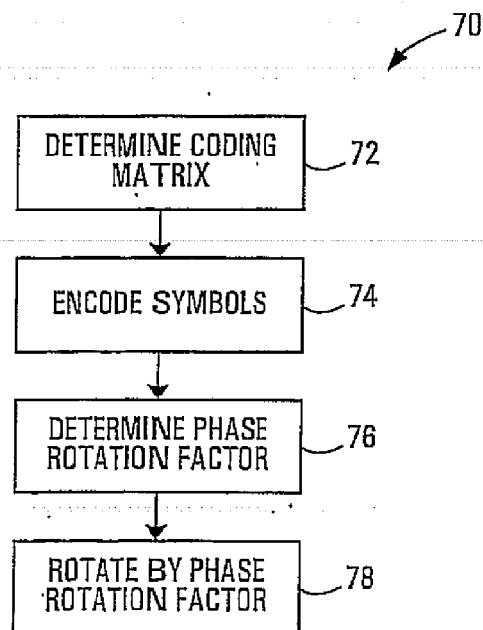 70
DETERMINE CODING
MATRIX
72
ENCODE SYMBOLS
74
DETERMINE PHASE
ROTATION FACTOR
76
ROTATE BY PHASE
ROTATION FACTOR
78